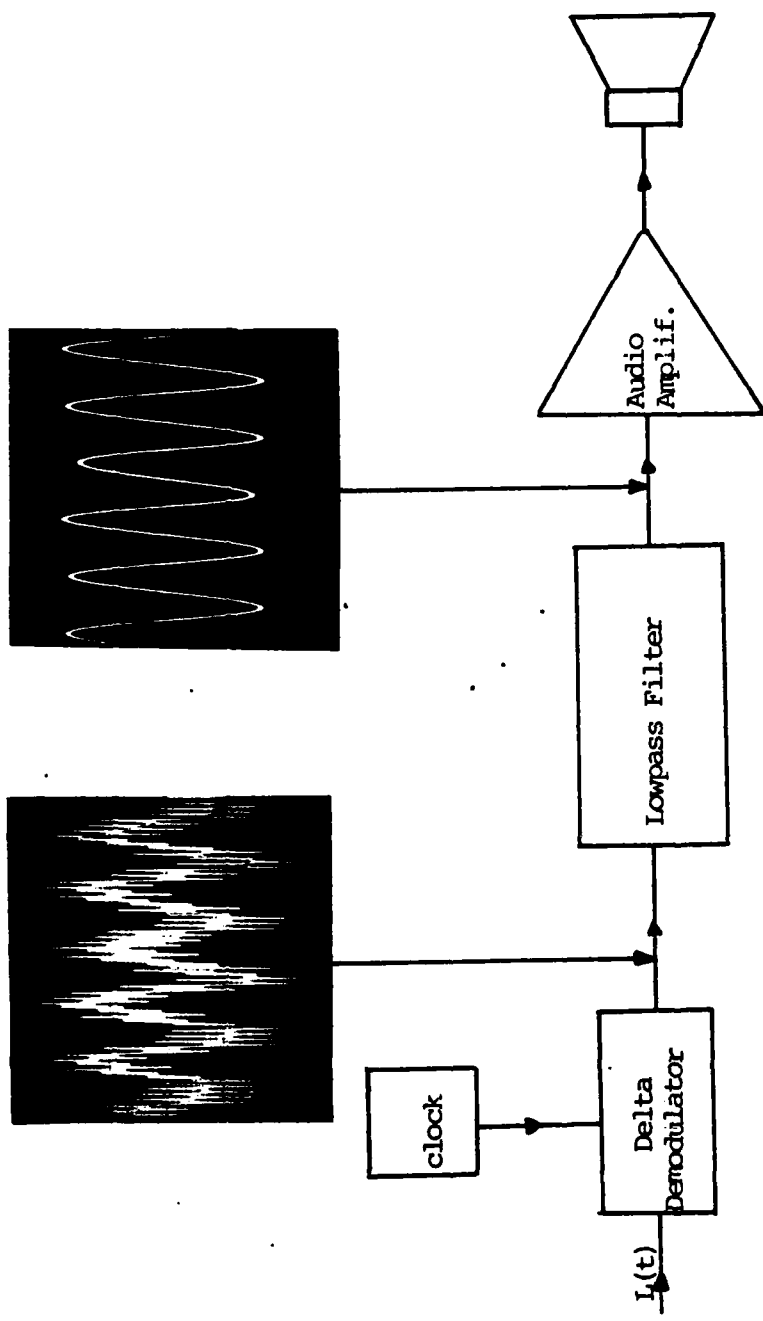 L(t)
Delta
Demodulator
clock
Lowpass Filter
Audio
Amplif.